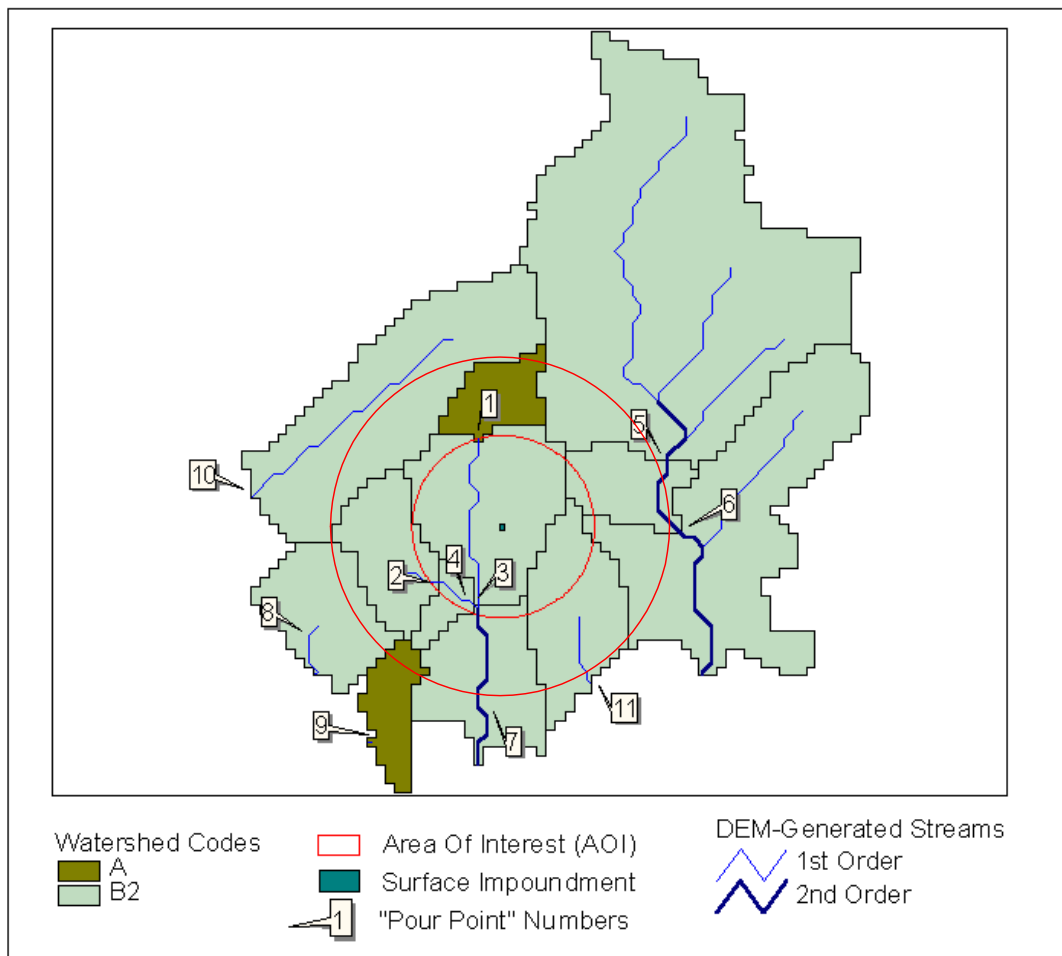 1
5
10
6
4
3
2
8
11
9
7
Watershed Codes
A
B2
Area Of Interest (AOI)
Surface Impoundment
1 "Pour Point" Numbers
DEM-Generated Streams
1st Order
2nd Order